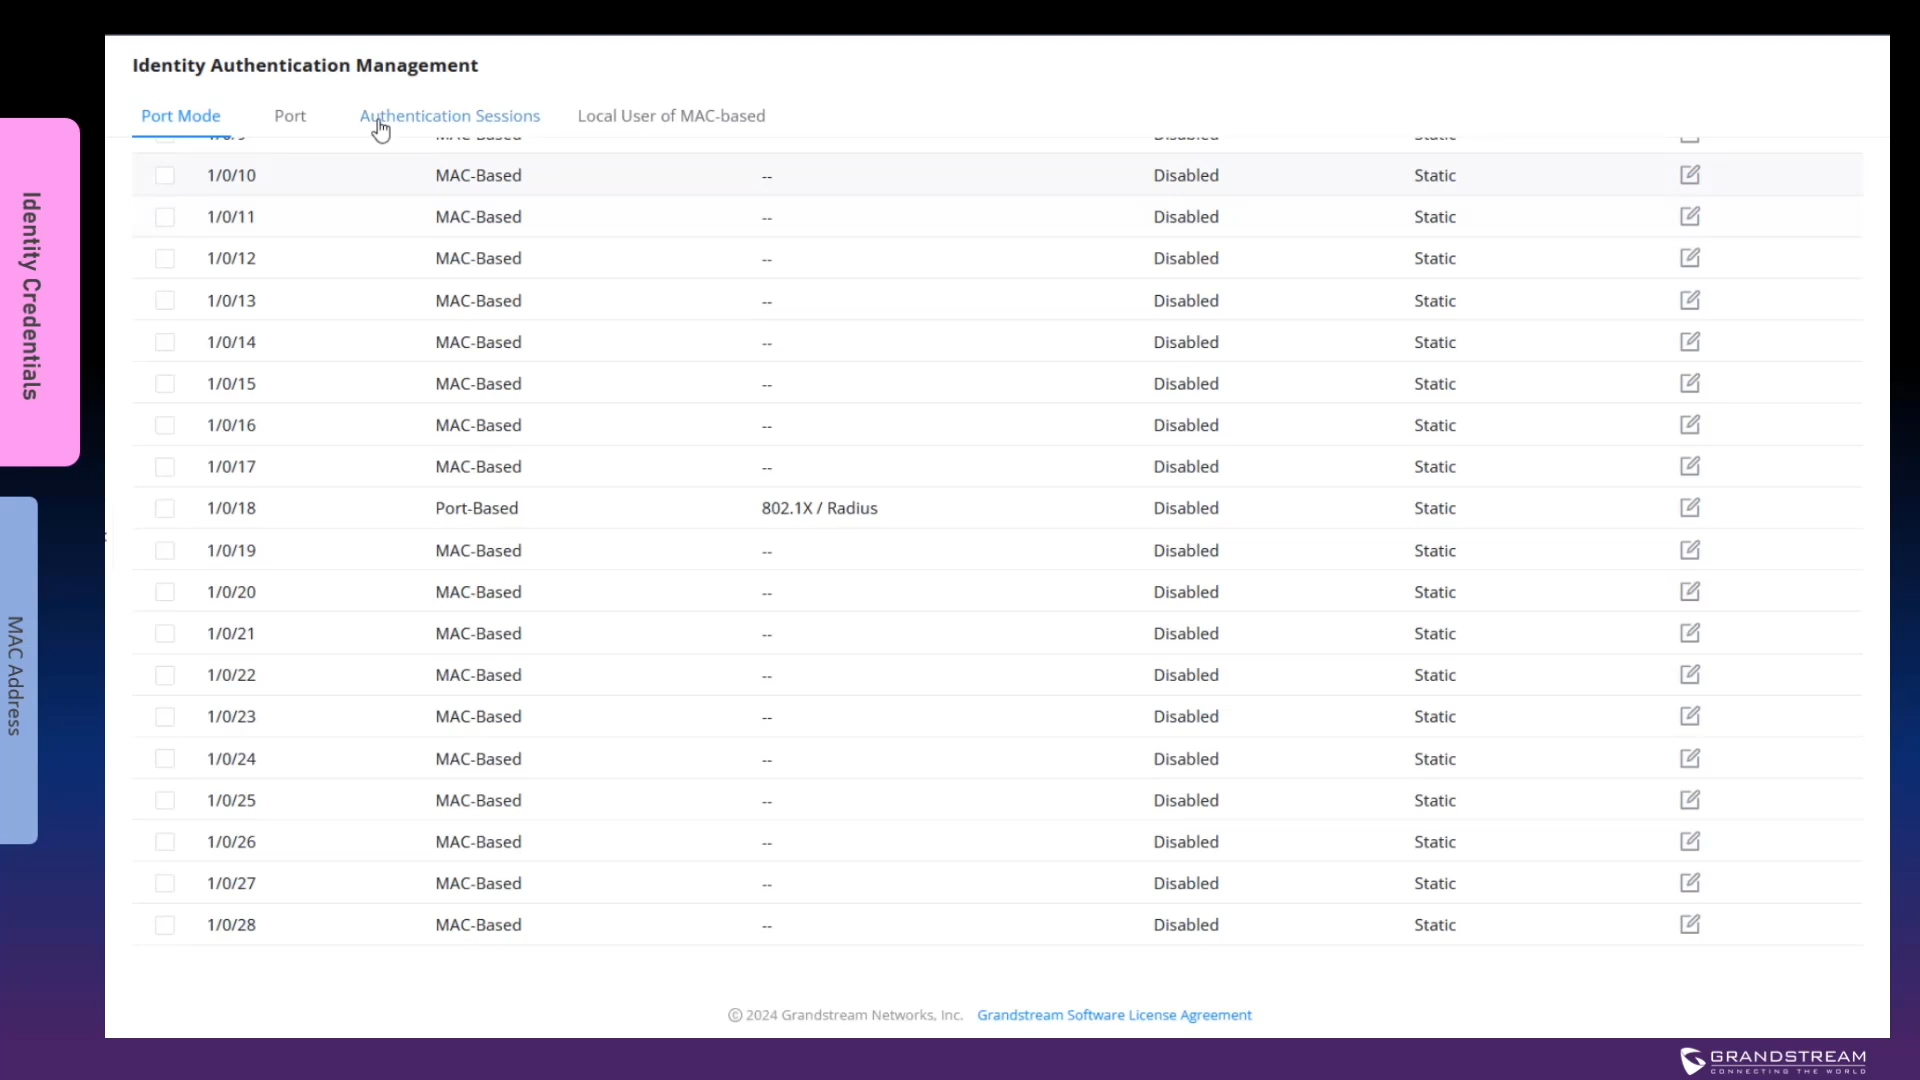 Identity Authentication Management
Port Mode Port Authentication Sessions Local User of MAC-based
1/0/9 MAC-Based Disabled Static
1/0/10 MAC-Based -- Disabled Static
1/0/11 MAC-Based -- Disabled Static
1/0/12 MAC-Based -- Disabled Static
1/0/13 MAC-Based -- Disabled Static
1/0/14 MAC-Based -- Disabled Static
1/0/15 MAC-Based -- Disabled Static
1/0/16 MAC-Based -- Disabled Static
1/0/17 MAC-Based -- Disabled Static
1/0/18 Port-Based 802.1X / Radius Disabled Static
1/0/19 MAC-Based -- Disabled Static
1/0/20 MAC-Based -- Disabled Static
1/0/21 MAC-Based -- Disabled Static
1/0/22 MAC-Based -- Disabled Static
1/0/23 MAC-Based -- Disabled Static
1/0/24 MAC-Based -- Disabled Static
1/0/25 MAC-Based -- Disabled Static
1/0/26 MAC-Based -- Disabled Static
1/0/27 MAC-Based -- Disabled Static
1/0/28 MAC-Based -- Disabled Static
© 2024 Grandstream Networks, Inc. Grandstream Software License Agreement
Identity Credentials
MAC Address
GRANDSTREAM
CONNECTING THE WORLD